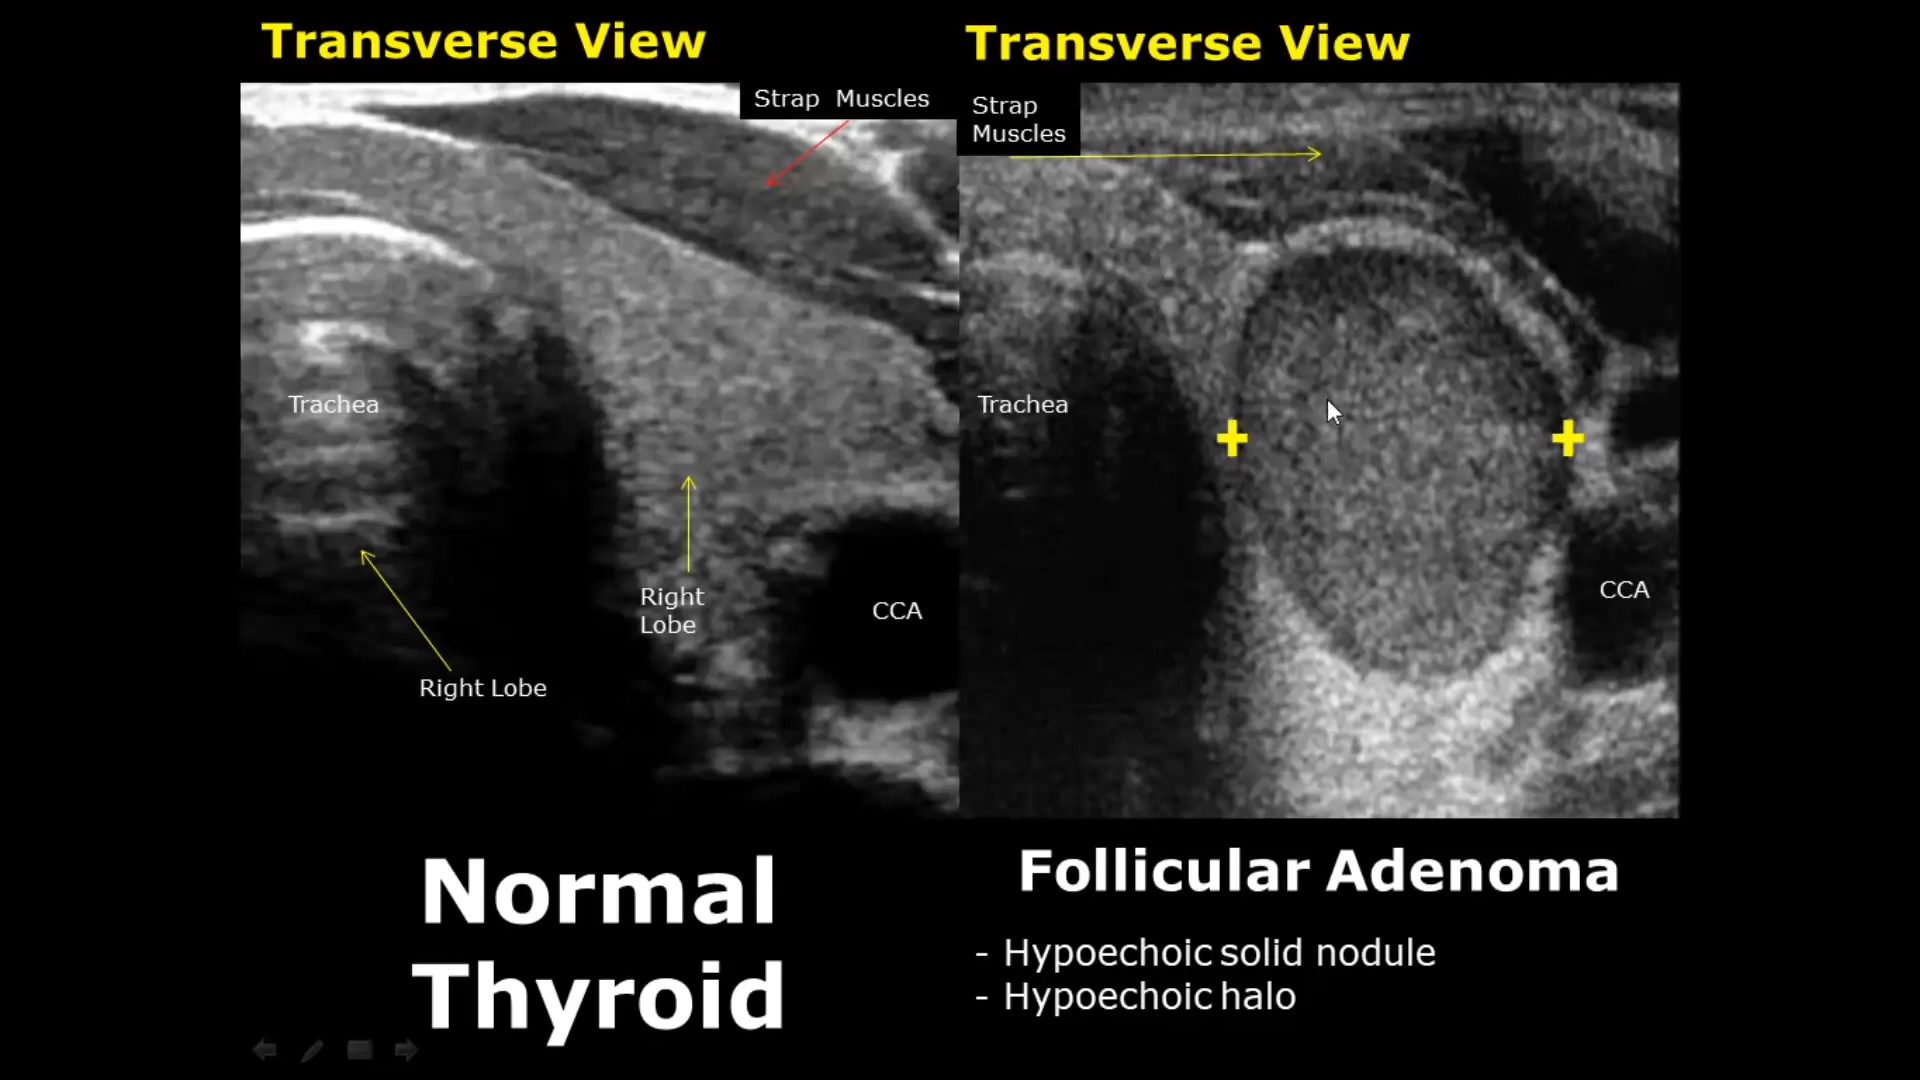 Transverse View
Strap Muscles
Trachea
Right
Lobe
CCA
Right Lobe
Normal
Thyroid
Transverse View
Strap
Muscles
Trachea
CCA
Follicular Adenoma
- Hypoechoic solid nodule
- Hypoechoic halo